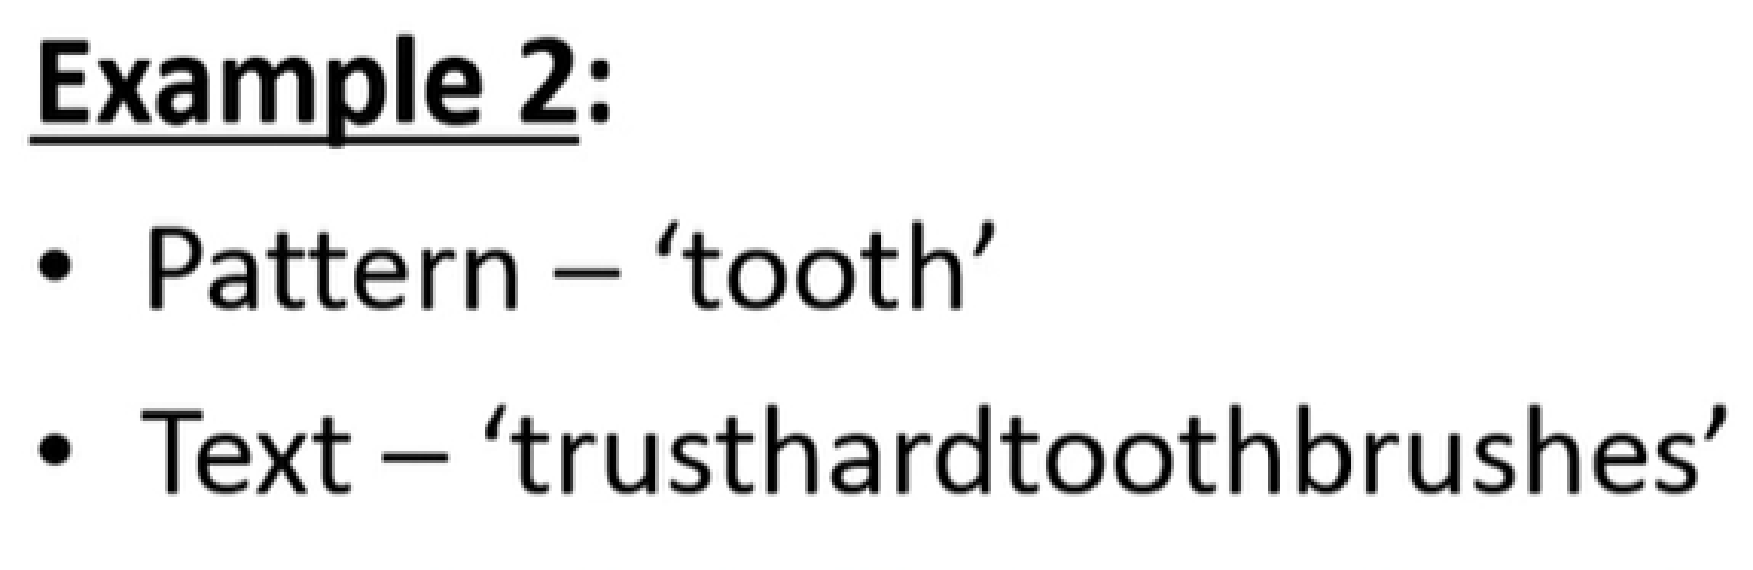 Example 2:
• Pattern – ‘tooth’
• Text – ‘trusthardtoothbrushes’